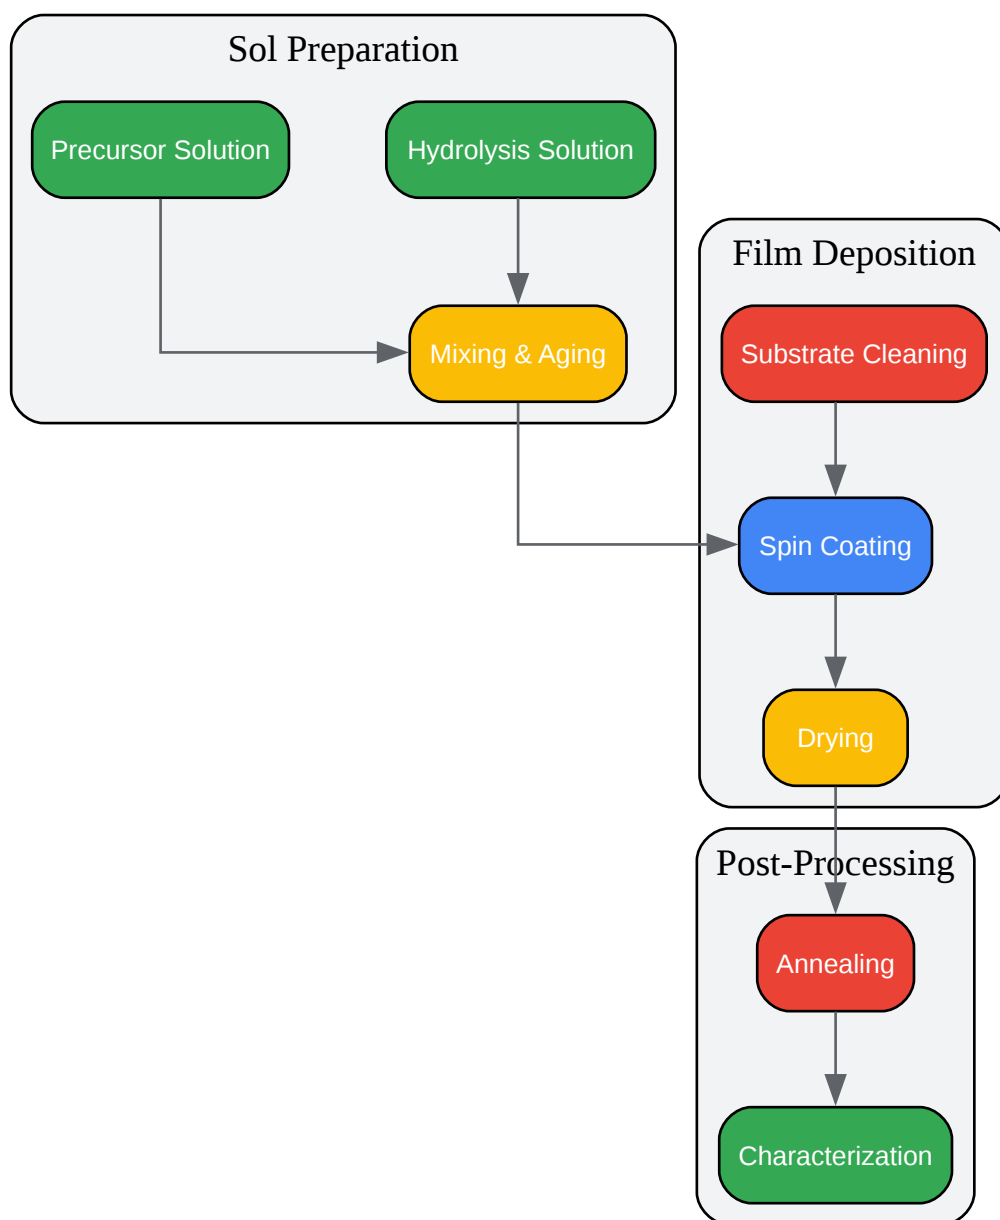 Sol Preparation
Precursor Solution
Hydrolysis Solution
Mixing & Aging
Film Deposition
Substrate Cleaning
Spin Coating
Drying
Post-Processing
Annealing
Characterization